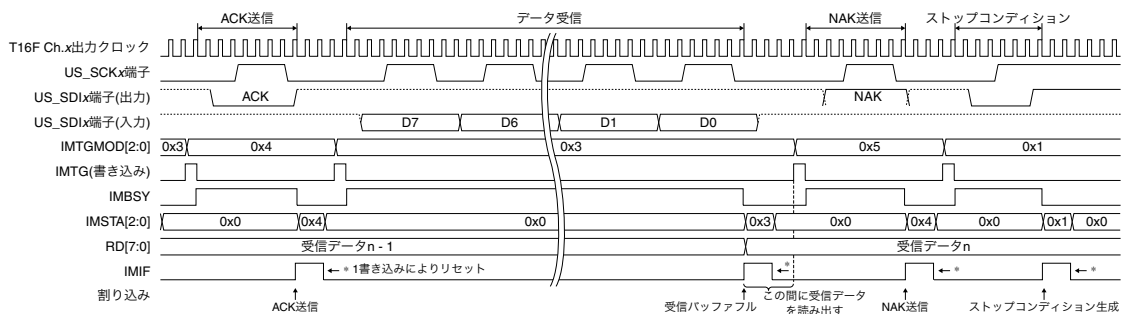 ACK送信 データ受信 NAK送信 ストップコンディション
T16F Ch.x出力クロック
US_SCKx端子
US_SDIx端子(出力) ACK NAK
US_SDIx端子(入力) D7 D6 D1 D0
IMTGMOD[2:0] 0x3 0x4 0x3 0x5 0x1
IMTG(書き込み)
IMBSY
IMSTA[2:0] 0x0 0x4 0x0 0x3 0x0 0x4 0x0 0x1 0x0
RD[7:0] 受信データn - 1 受信データn
IMIF * 1書き込みによりリセット * * *
割り込み
ACK送信 受信バッファフル この間に受信データ NAK送信 ストップコンディション生成
を読み出す